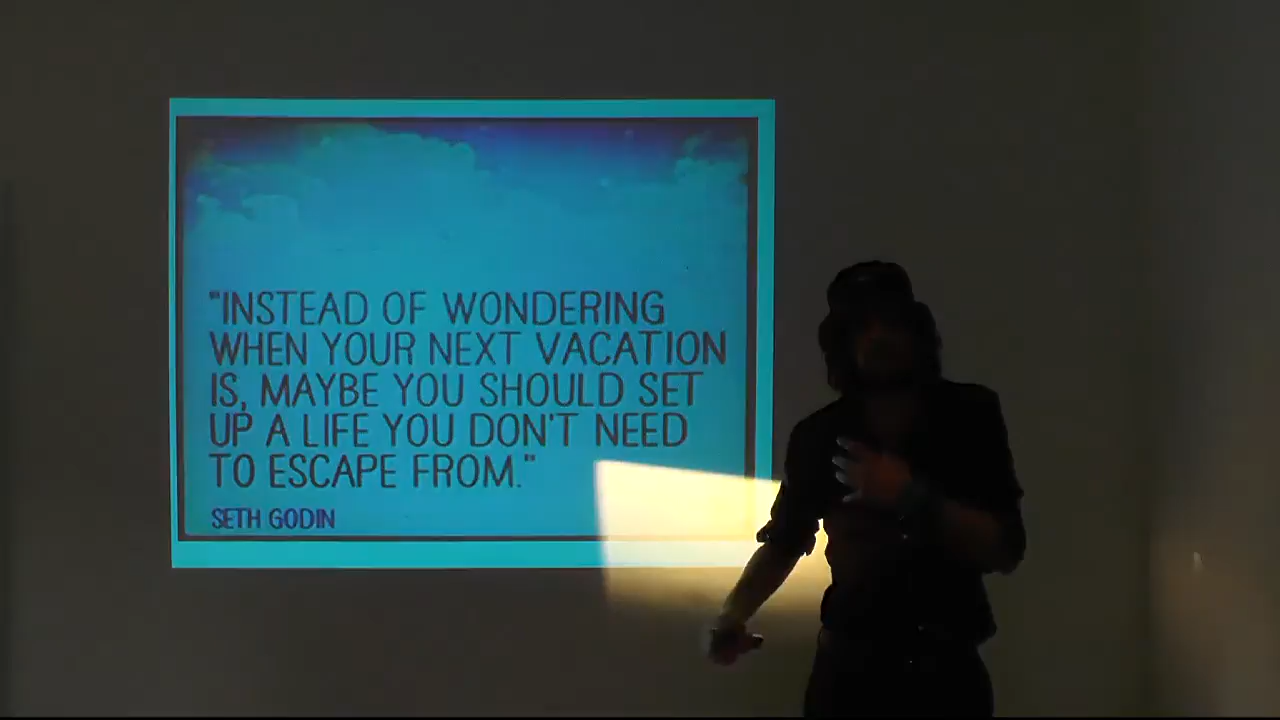 "INSTEAD OF WONDERING
WHEN YOUR NEXT VACATION
IS, MAYBE YOU SHOULD SET
UP A LIFE YOU DON'T NEED
TO ESCAPE FROM."
SETH GODIN